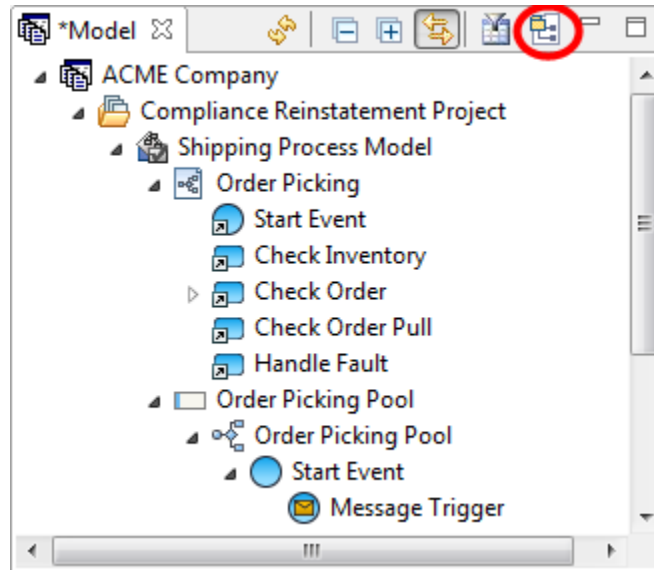 *Model
ACME Company
Compliance Reinstatement Project
Shipping Process Model
Order Picking
Start Event
Check Inventory
Check Order
Check Order Pull
Handle Fault
Order Picking Pool
Order Picking Pool
Start Event
Message Trigger